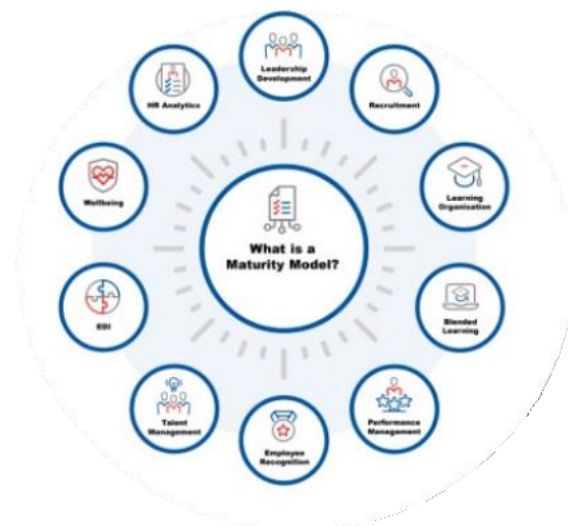 Leadership
Development
Recruitment
Learning
Organisation
Blended
Learning
Performance
Management
Employee
Recognition
Talent
Management
EDI
Wellbeing
HR Analytics
What is a
Maturity Model?